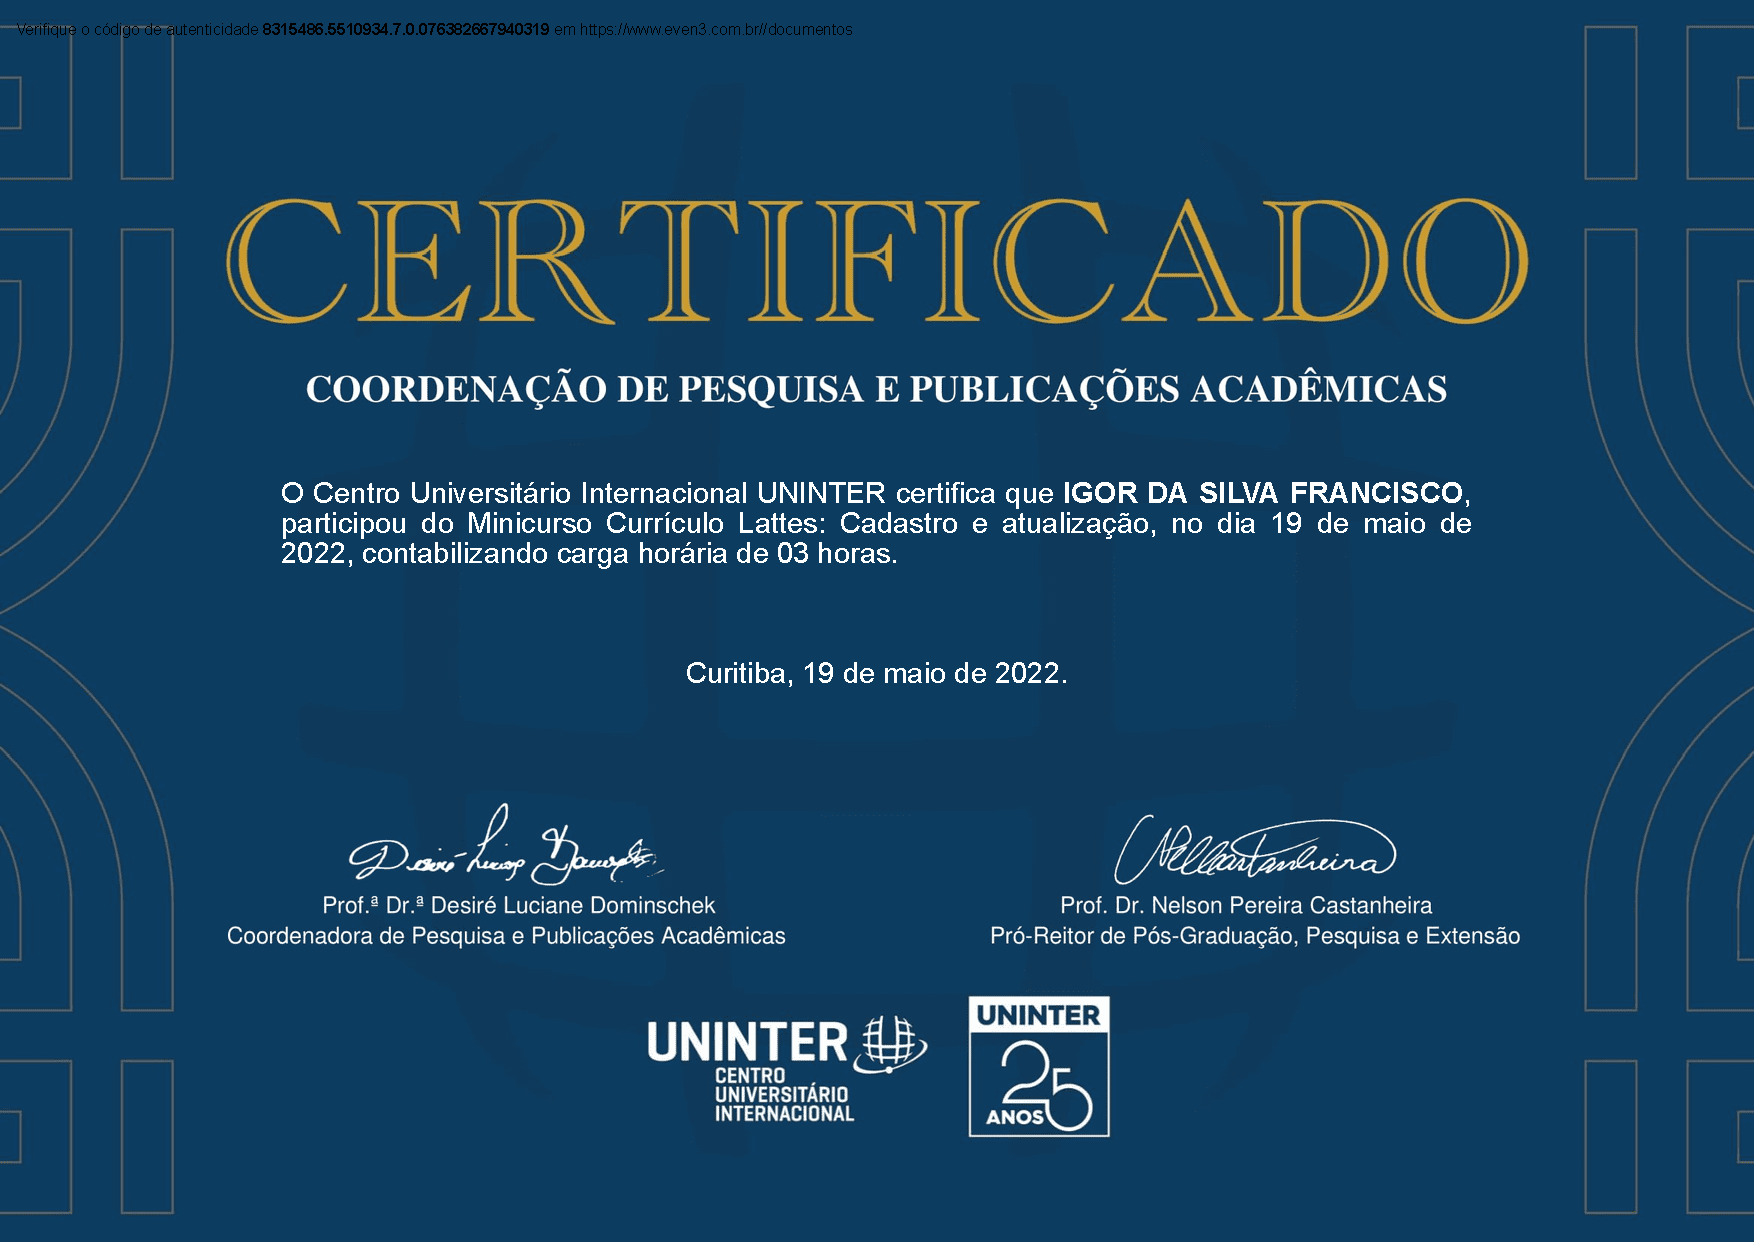 Verifique o código de autenticidade 8315486.5510934.7.0.076382667940319 em https://www.even3.com.br//documentos
CERTIFICADO
COORDENAÇÃO DE PESQUISA E PUBLICAÇÕES ACADÊMICAS
O Centro Universitário Internacional UNINTER certifica que IGOR DA SILVA FRANCISCO,
participou do Minicurso Currículo Lattes: Cadastro e atualização, no dia 19 de maio de
2022, contabilizando carga horária de 03 horas.
Curitiba, 19 de maio de 2022.
Prof.ª Dr.ª Desiré Luciane Dominschek
Coordenadora de Pesquisa e Publicações Acadêmicas
Prof. Dr. Nelson Pereira Castanheira
Pró-Reitor de Pós-Graduação, Pesquisa e Extensão
UNINTER
CENTRO
UNIVERSITÁRIO
INTERNACIONAL
UNINTER
25
ANOS